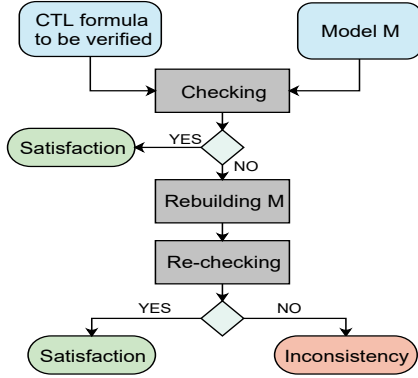 CTL formula
to be verified
Model M
Checking
YES
Satisfaction
NO
Rebuilding M
Re-checking
YES
NO
Satisfaction
Inconsistency